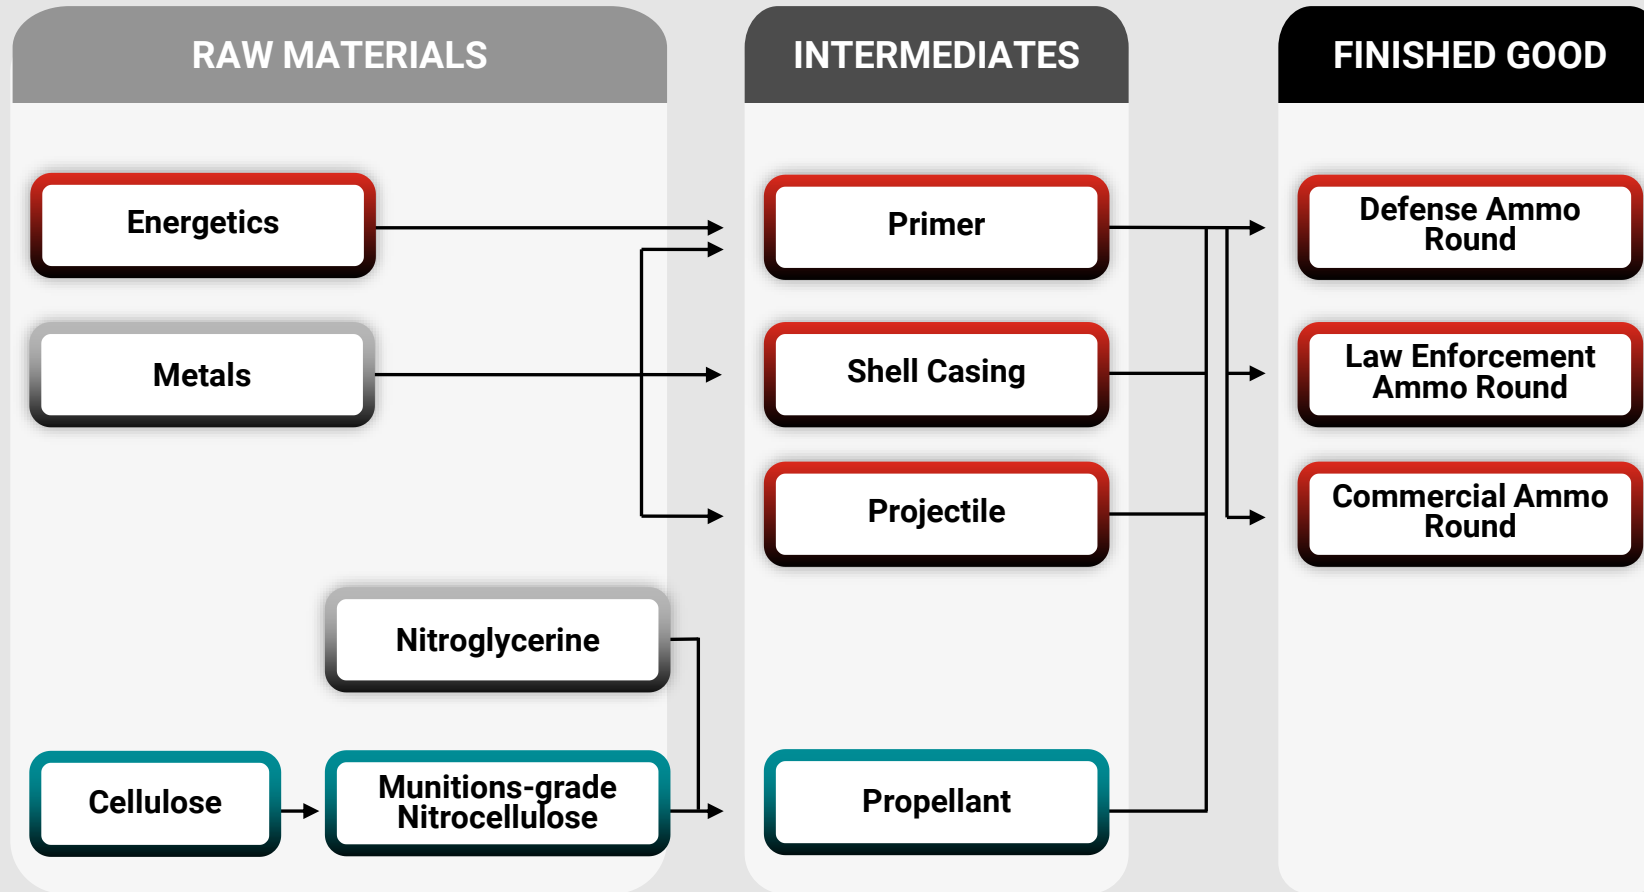 RAW MATERIALS
INTERMEDIATES
FINISHED GOOD
Energetics
Primer
Defense Ammo
Round
Metals
Shell Casing
Law Enforcement
Ammo Round
Projectile
Commercial Ammo
Round
Nitroglycerine
Cellulose
Munitions-grade
Nitrocellulose
Propellant